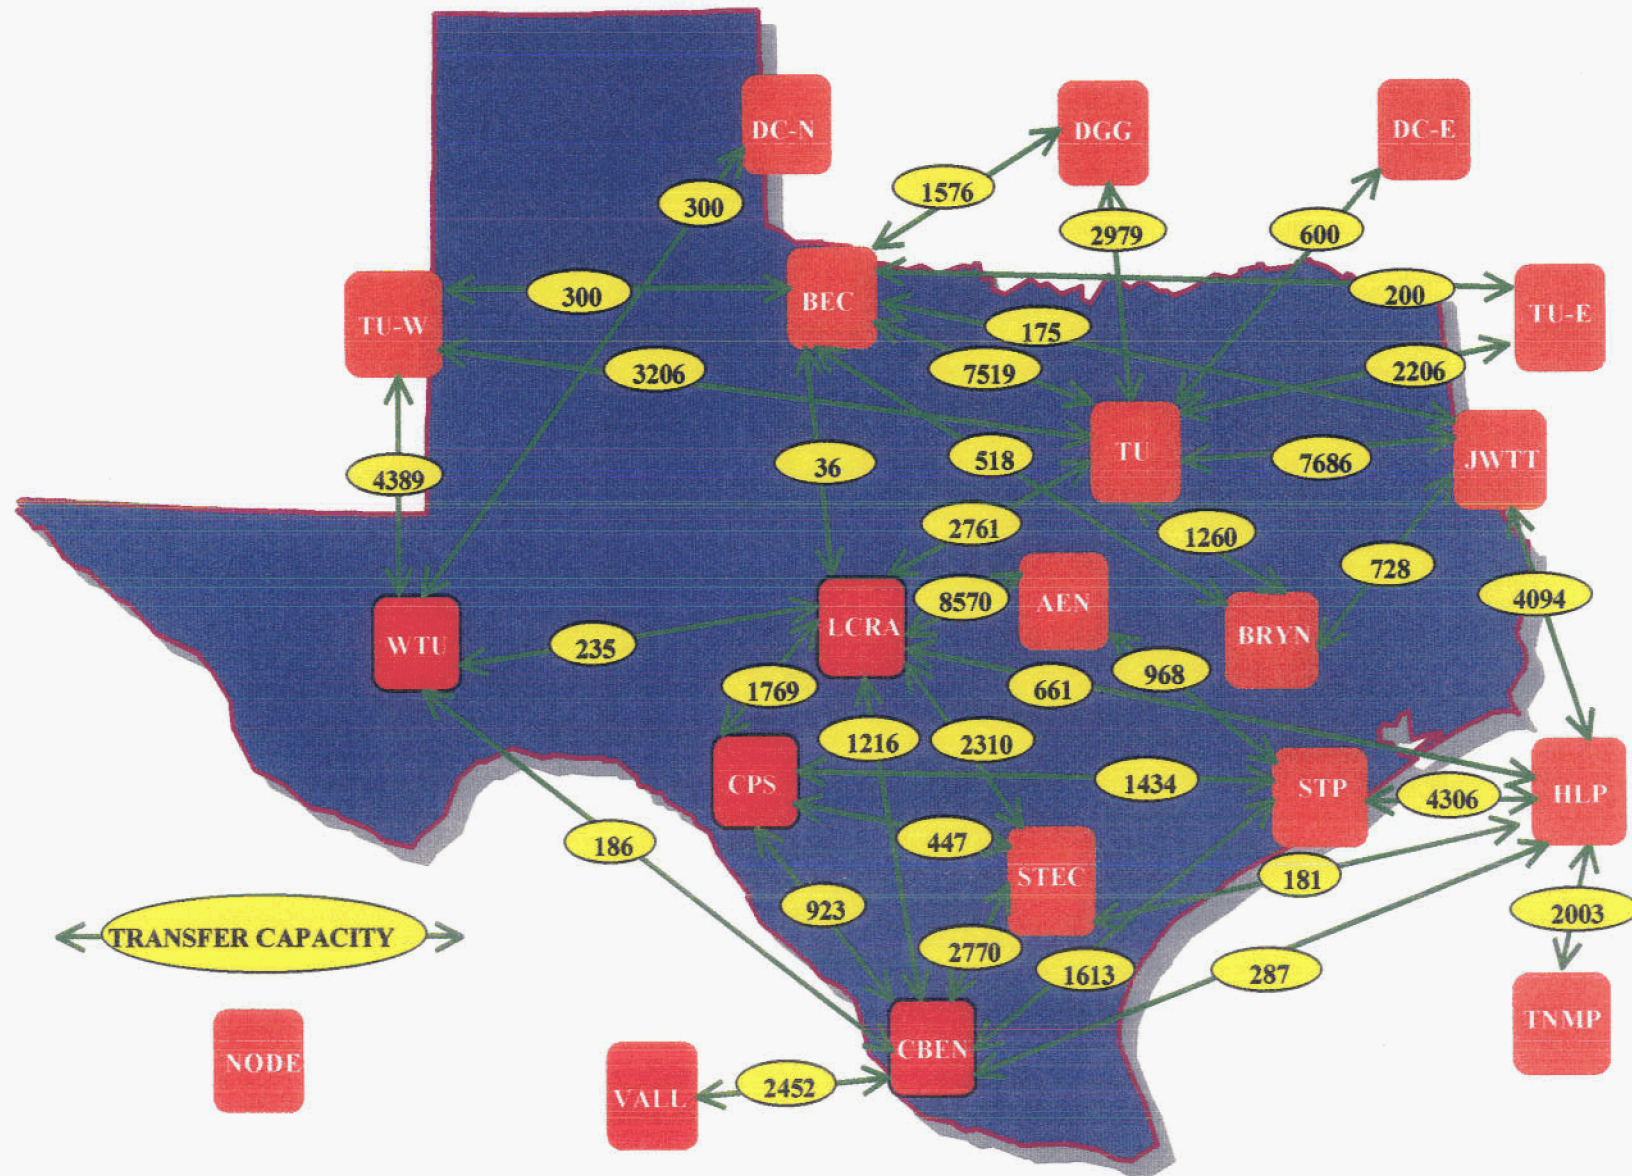 DC-N
DGG
DC-E
1576
300
2979
600
BEC
300
200
TU-W
TU-E
175
3206
7519
2206
TU
JWTT
4389
36
518
7686
2761
1260
728
8570
AEN
4094
LCRA
BRYN
WTU
235
968
1769
661
1216
2310
CPS
1434
STP
4306
HLP
186
447
STEC
181
923
2003
TRANSFER CAPACITY
2770
1613
287
TNMP
CBEN
NODE
2452
VALL